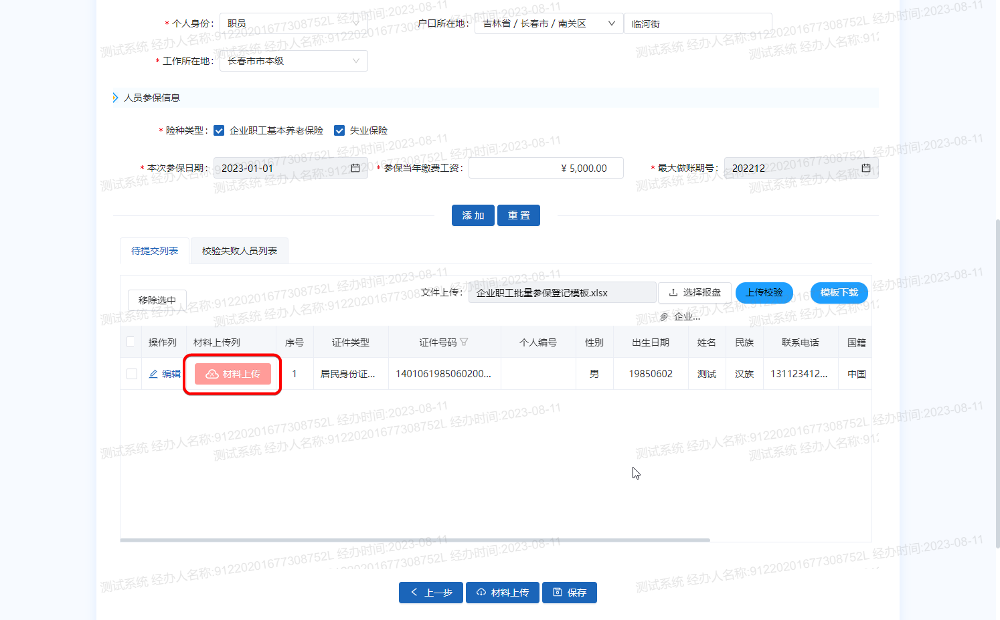 * 个人身份： 职员 户口所在地： 吉林省 / 长春市 / 南关区 临河街
* 工作所在地： 长春市市本级
人员参保信息
* 险种类型： 企业职工基本养老保险 失业保险
* 本次参保日期： 2023-01-01 * 参保当年缴费工资： ¥ 5,000.00 * 最大做账期号： 202212
添 加 重 置
待提交列表 校验失败人员列表
移除选中 文件上传： 企业职工批量参保登记模板.xlsx 选择报盘 上传校验 模板下载
企业...
操作列 材料上传列 序号 证件类型 证件号码 个人编号 性别 出生日期 姓名 民族 联系电话 国籍
编辑 材料上传 1 居民身份证... 1401061985060200... 男 19850602 测试 汉族 131123412... 中国
上一步 材料上传 保存
测试系统 经办人名称:91220201677308752L 经办时间:2023-08-11